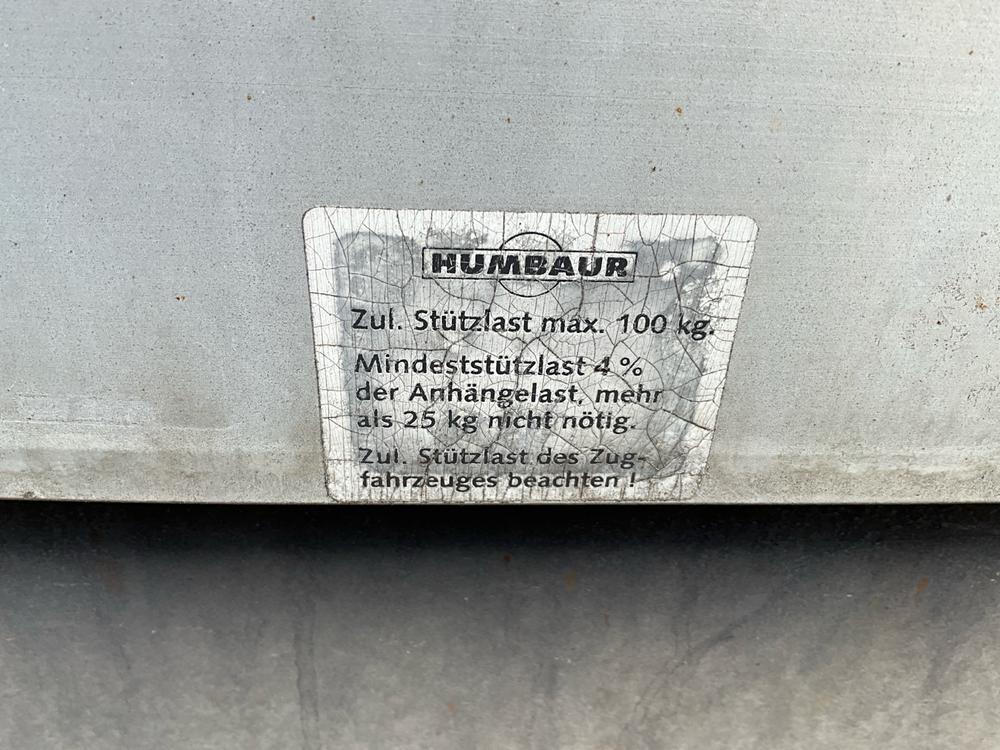 HUMBAUR
Zul. Stützlast max. 100 kg.
Mindeststützlast 4 %
der Anhängelast, mehr
als 25 kg nicht nötig.
Zul. Stützlast des Zug-
fahrzeuges beachten !